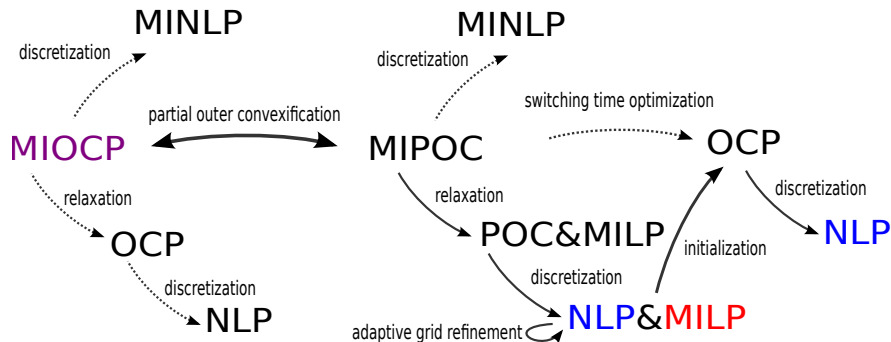 MINLP
MINLP
discretization
discretization
partial outer convexification
switching time optimization
MIOCP
MIPOC
OCP
relaxation
relaxation
discretization
OCP
POC&MILP
NLP
initialization
discretization
discretization
NLP
NLP&MILP
adaptive grid refinement